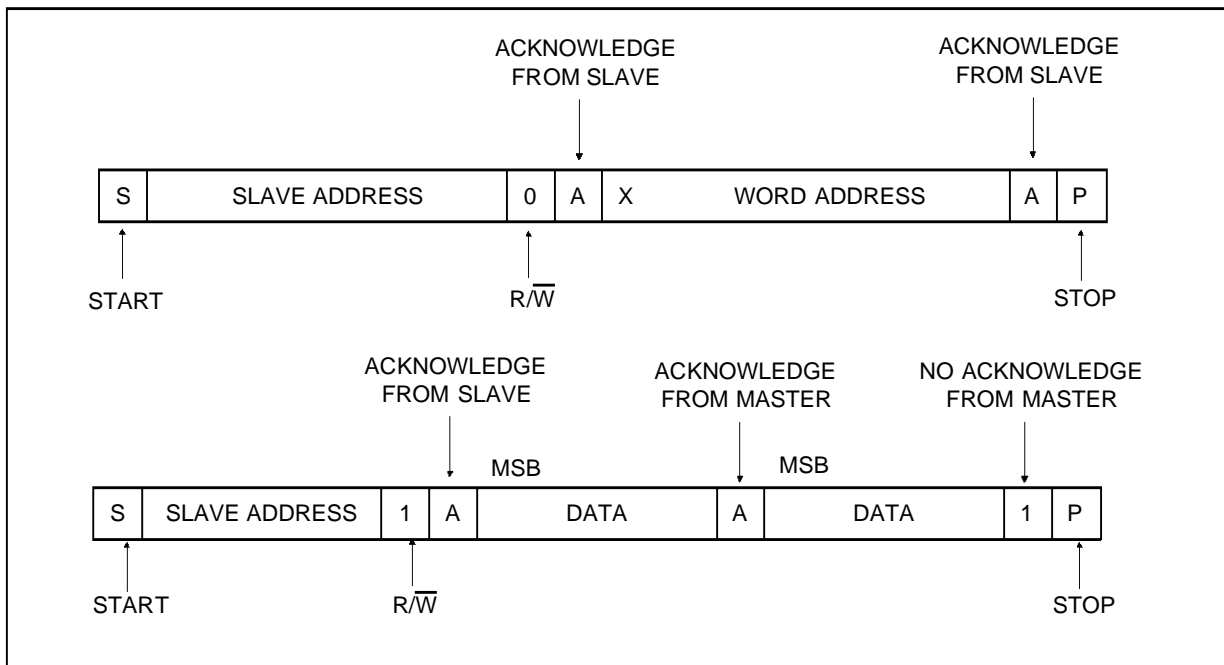 ACKNOWLEDGE
FROM SLAVE
ACKNOWLEDGE
FROM SLAVE
S SLAVE ADDRESS 0 A X WORD ADDRESS A P
START
R/W̅
STOP
ACKNOWLEDGE
FROM SLAVE
ACKNOWLEDGE
FROM MASTER
NO ACKNOWLEDGE
FROM MASTER
MSB
MSB
S SLAVE ADDRESS 1 A DATA A DATA 1 P
START
R/W̅
STOP